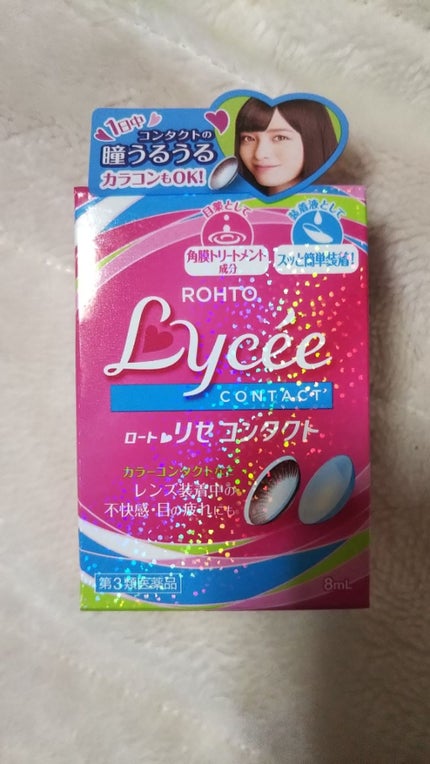 1日中
コンタクトの
瞳うるうる
カラコンもOK!
目薬として
角膜トリートメント
成分
装着液として
スッと簡単装着!
ROHTO
Lycée
CONTACT
ロート リセ コンタクト
カラーコンタクトなど
レンズ装着中の
不快感・目の疲れにも
第3類医薬品
8mL